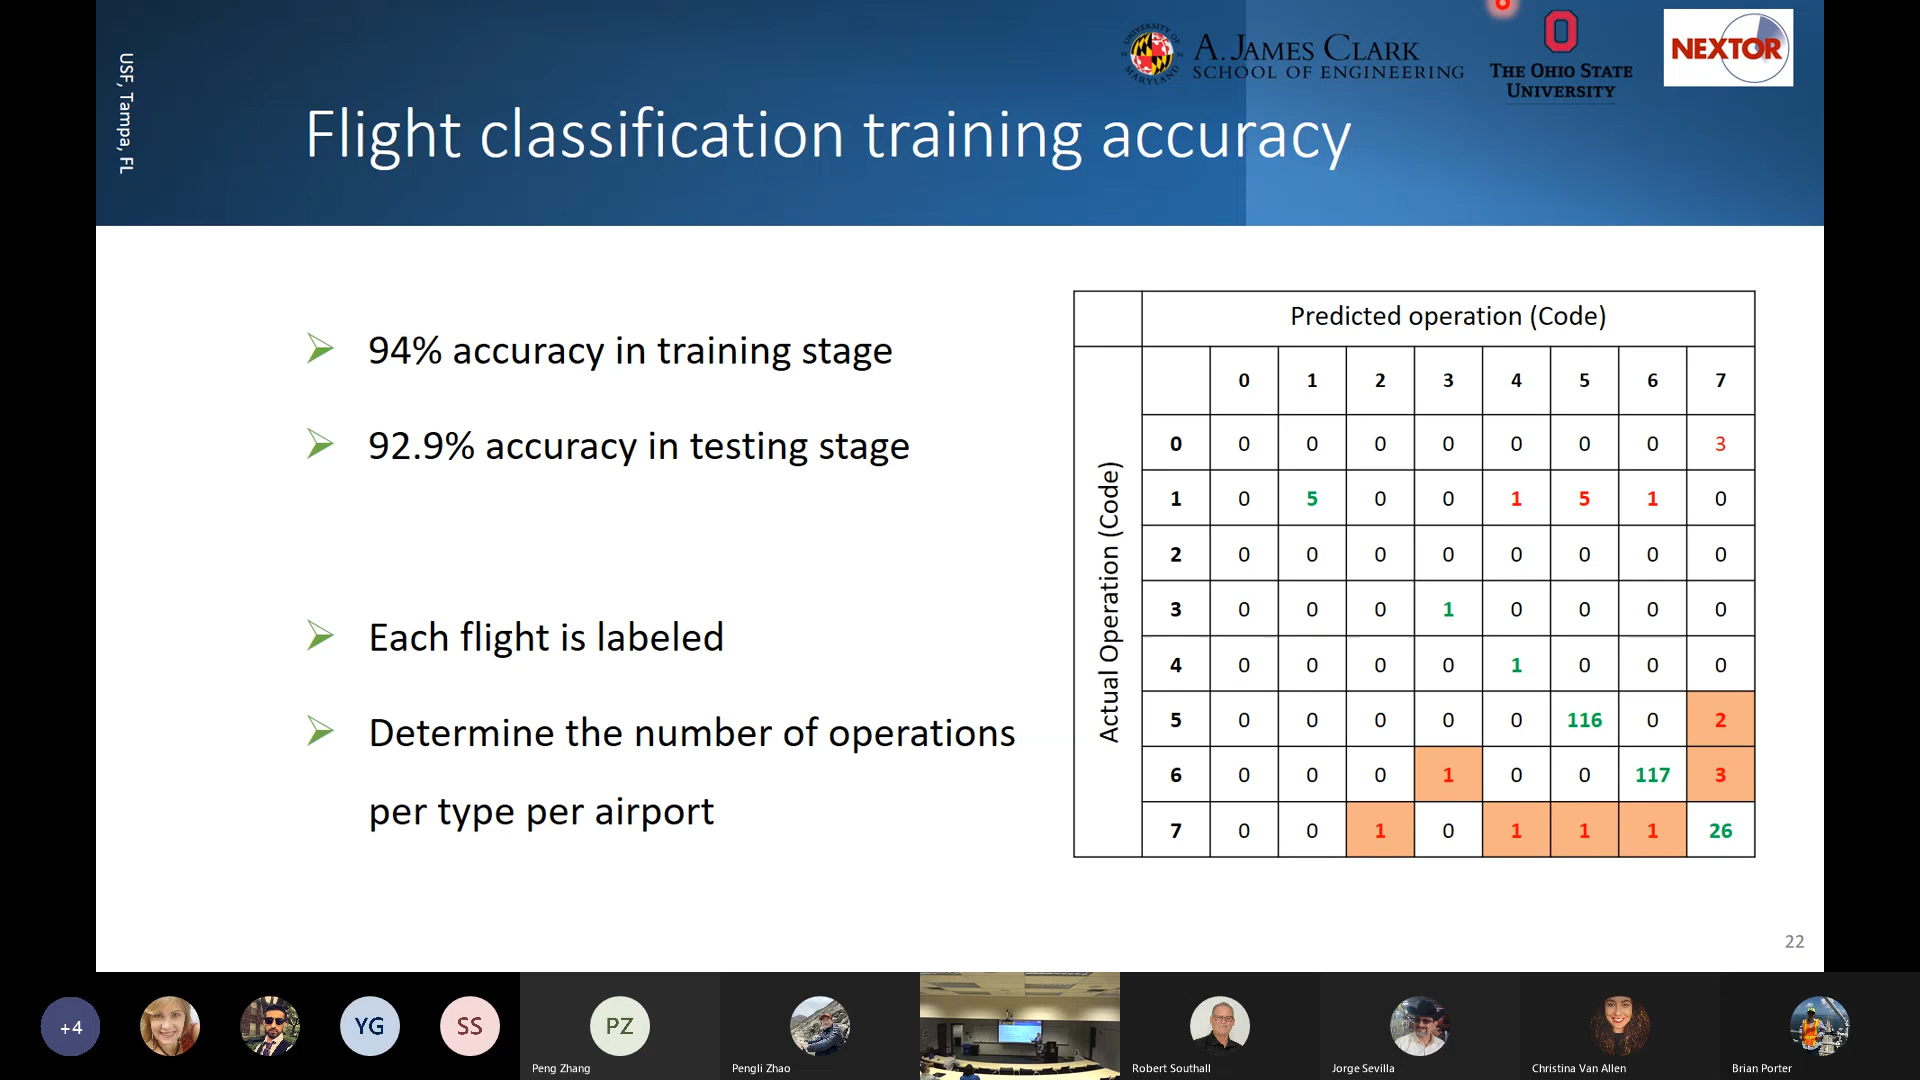 USF, Tampa, FL
UNIVERSITY OF
MARYLAND
A. JAMES CLARK
SCHOOL OF ENGINEERING
THE OHIO STATE
UNIVERSITY
NEXTOR
Flight classification training accuracy
94% accuracy in training stage
92.9% accuracy in testing stage
Each flight is labeled
Determine the number of operations
per type per airport
Predicted operation (Code)
Actual Operation (Code)
0 1 2 3 4 5 6 7
0 0 0 0 0 0 0 0 3
1 0 5 0 0 1 5 1 0
2 0 0 0 0 0 0 0 0
3 0 0 0 1 0 0 0 0
4 0 0 0 0 1 0 0 0
5 0 0 0 0 0 116 0 2
6 0 0 0 1 0 0 117 3
7 0 0 1 0 1 1 1 26
22
+4
YG
SS
PZ
Peng Zhang
Pengli Zhao
Robert Southall
Jorge Sevilla
Christina Van Allen
Brian Porter